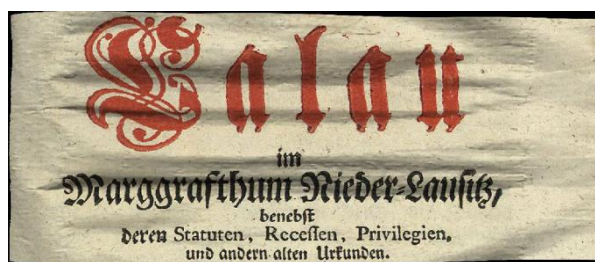 Calau
im
Marggrafthum Nieder-Lausitz,
benebst
deren Statuten, Recessen, Privilegien,
und andern alten Urkunden.